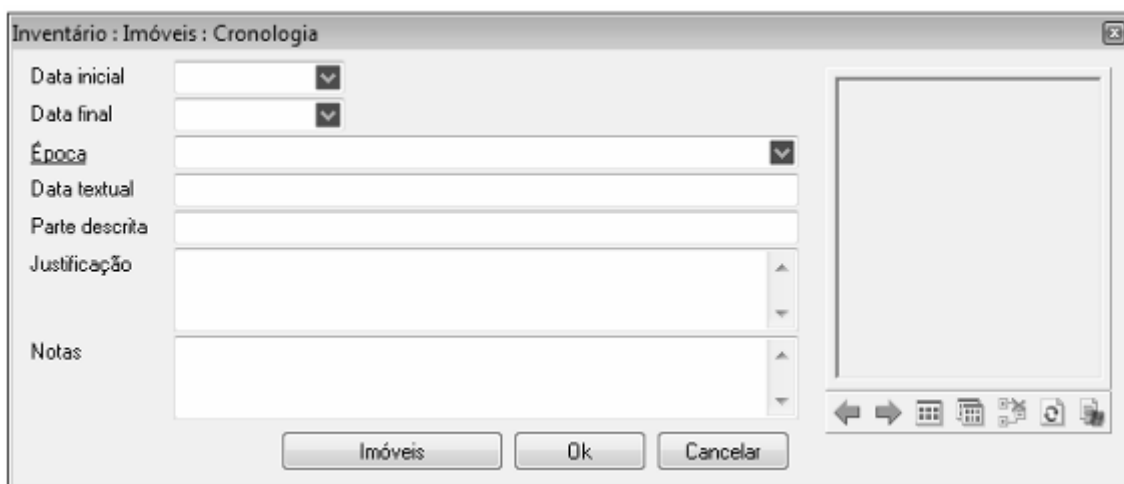 Inventário : Imóveis : Cronologia
Data inicial
Data final
Época
Data textual
Parte descrita
Justificação
Notas
Imóveis Ok Cancelar